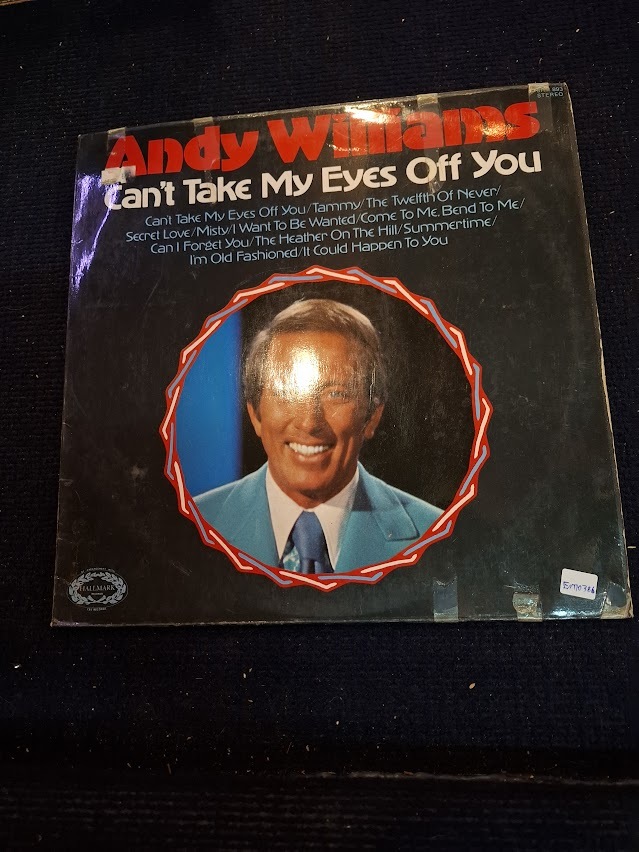 893
STEREO
Andy Williams
Can't Take My Eyes Off You
Can't Take My Eyes Off You/Tammy/The Twelfth Of Never/
Secret Love/Misty/I Want To Be Wanted/Come To Me, Bend To Me/
Can I Forget You/The Heather On The Hill/Summertime/
I'm Old Fashioned/It Could Happen To You
HALLMARK